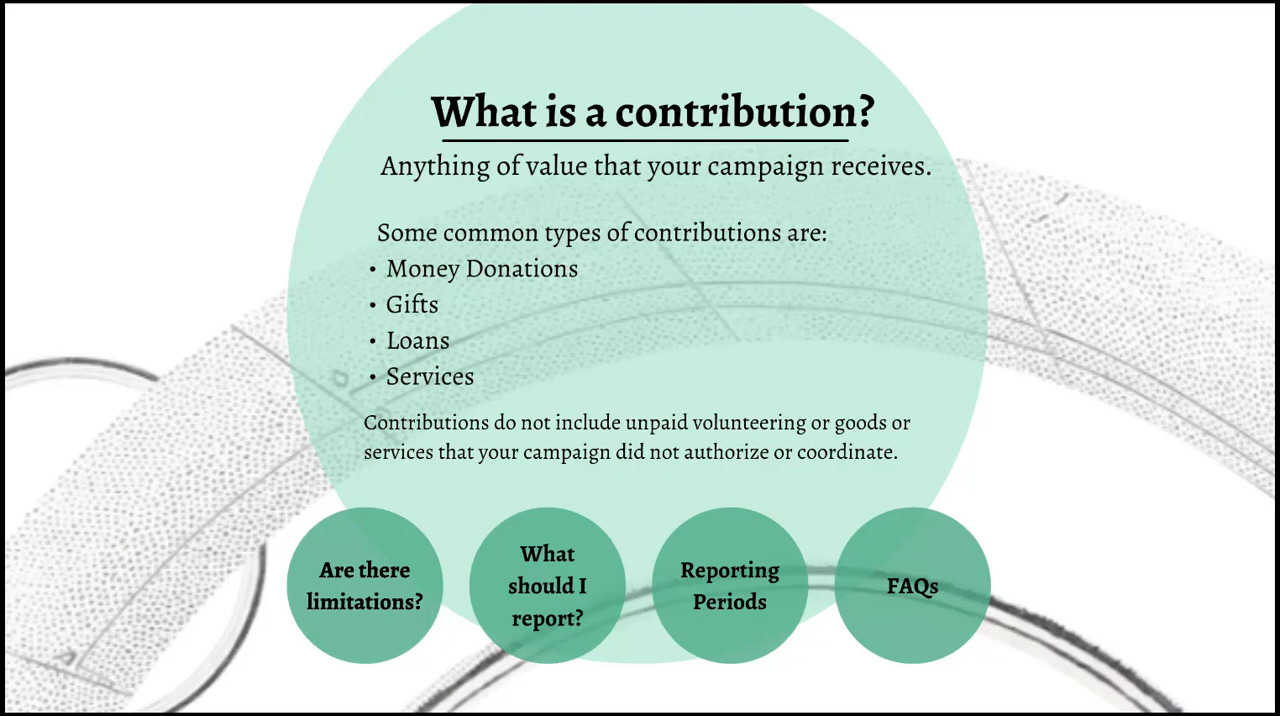 What is a contribution?
Anything of value that your campaign receives.
Some common types of contributions are:
• Money Donations
• Gifts
• Loans
• Services
Contributions do not include unpaid volunteering or goods or
services that your campaign did not authorize or coordinate.
Are there
limitations?
What
should I
report?
Reporting
Periods
FAQs